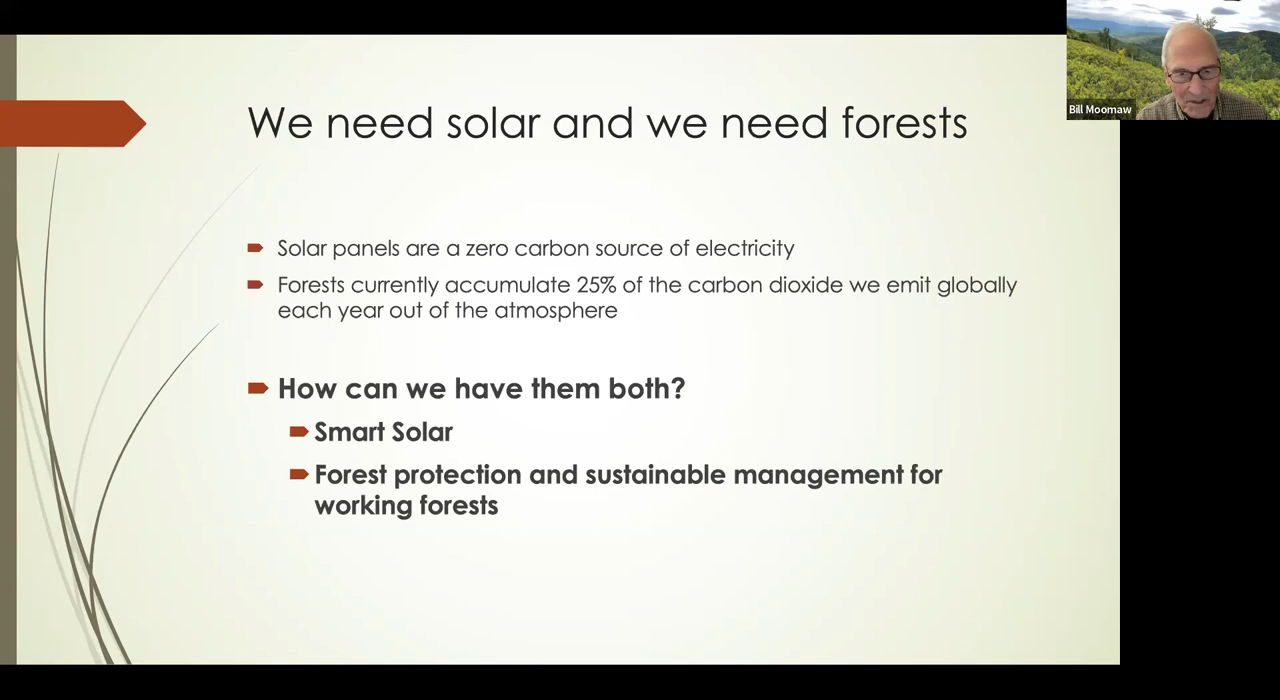 Bill Moomaw
We need solar and we need forests
Solar panels are a zero carbon source of electricity
Forests currently accumulate 25% of the carbon dioxide we emit globally
each year out of the atmosphere
How can we have them both?
Smart Solar
Forest protection and sustainable management for
working forests